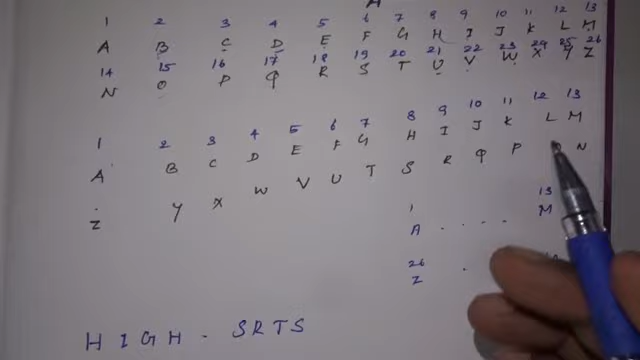 1 2 3 4 5 6 7 8 9 10 11 12 13
A B C D E F G H I J K L M
14 15 16 17 18 19 20 21 22 23 24 25 26
N O P Q R S T U V W X Y Z
1 2 3 4 5 6 7 8 9 10 11 12 13
A B C D E F G H I J K L M
Z Y X W V U T S R Q P N
1 13
A . . . . M
26
Z .
HIGH - SRTS